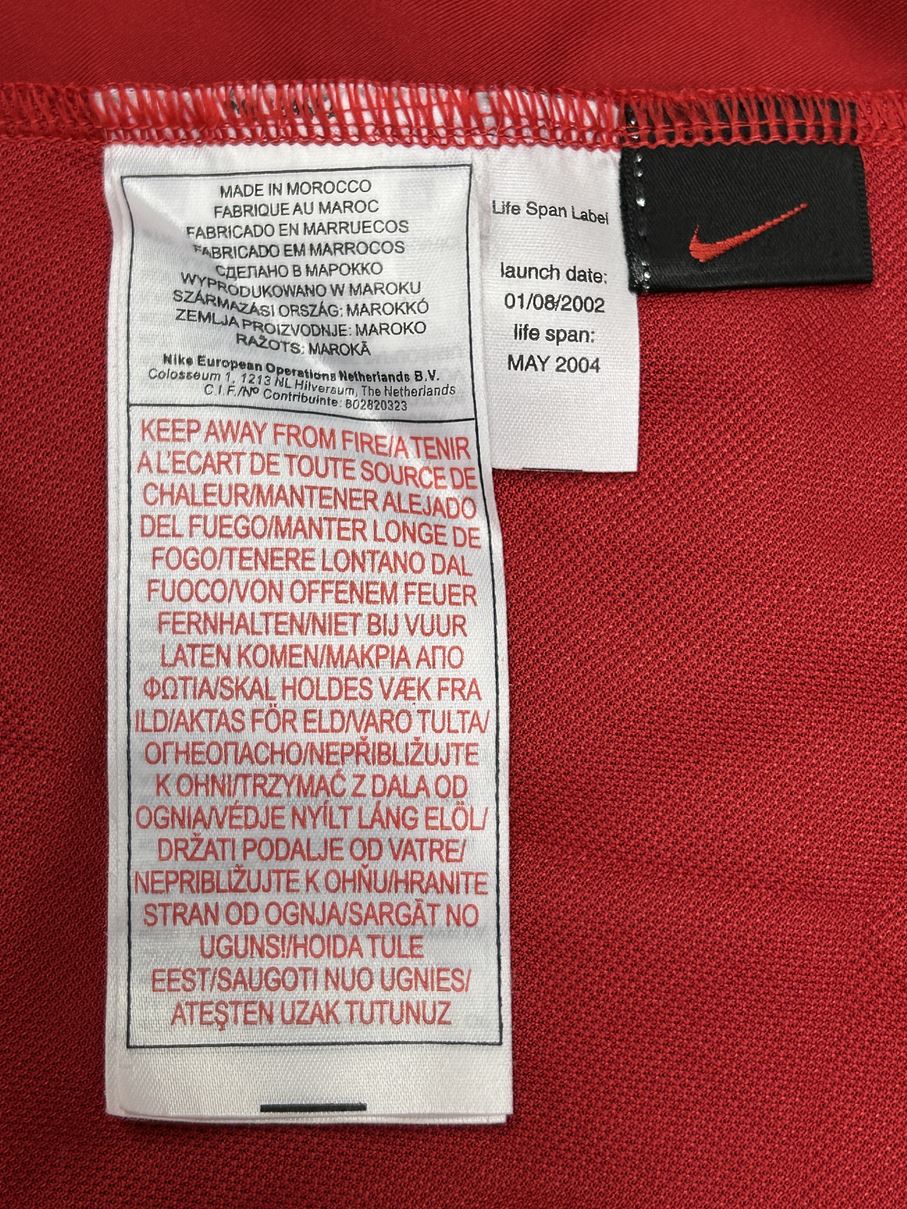 MADE IN MOROCCO
FABRIQUE AU MAROC
FABRICADO EN MARRUECOS
FABRICADO EM MARROCOS
СДЕПАНО В МАРОККО
WYPRODUKOWANO W MAROKU
SZÁRMAZÁSI ORSZÁG: MAROKKÓ
ZEMLJA PROIZVODNJE: MAROKO
RAŽOTS: MAROKĀ
Nike European Operations Netherlands B.V.
Colosseum 1, 1213 NL Hilversum, The Netherlands
C.I.F./Nº Contribuinte: 802820323
KEEP AWAY FROM FIRE/A TENIR
A L'ECART DE TOUTE SOURCE DE
CHALEUR/MANTENER ALEJADO
DEL FUEGO/MANTER LONGE DE
FOGO/TENERE LONTANO DAL
FUOCO/VON OFFENEM FEUER
FERNHALTEN/NIET BIJ VUUR
LATEN KOMEN/ΜΑΚΡΙΑ ΑΠΟ
ΦΩΤΙΑ/SKAL HOLDES VÆK FRA
ILD/AKTAS FÖR ELD/VARO TULTA/
ОГНЕОПАСНО/NEPŘIBLIŽUJTE
K OHNI/TRZYMAĆ Z DALA OD
OGNIA/VÉDJE NYÍLT LÁNG ELÖL/
DRŽATI PODALJE OD VATRE/
NEPRIBLIŽUJTE K OHŇU/HRANITE
STRAN OD OGNJA/SARGĀT NO
UGUNS!/HOIDA TULE
EEST/SAUGOTI NUO UGNIES/
ATEŞTEN UZAK TUTUNUZ
Life Span Label
launch date:
01/08/2002
life span:
MAY 2004